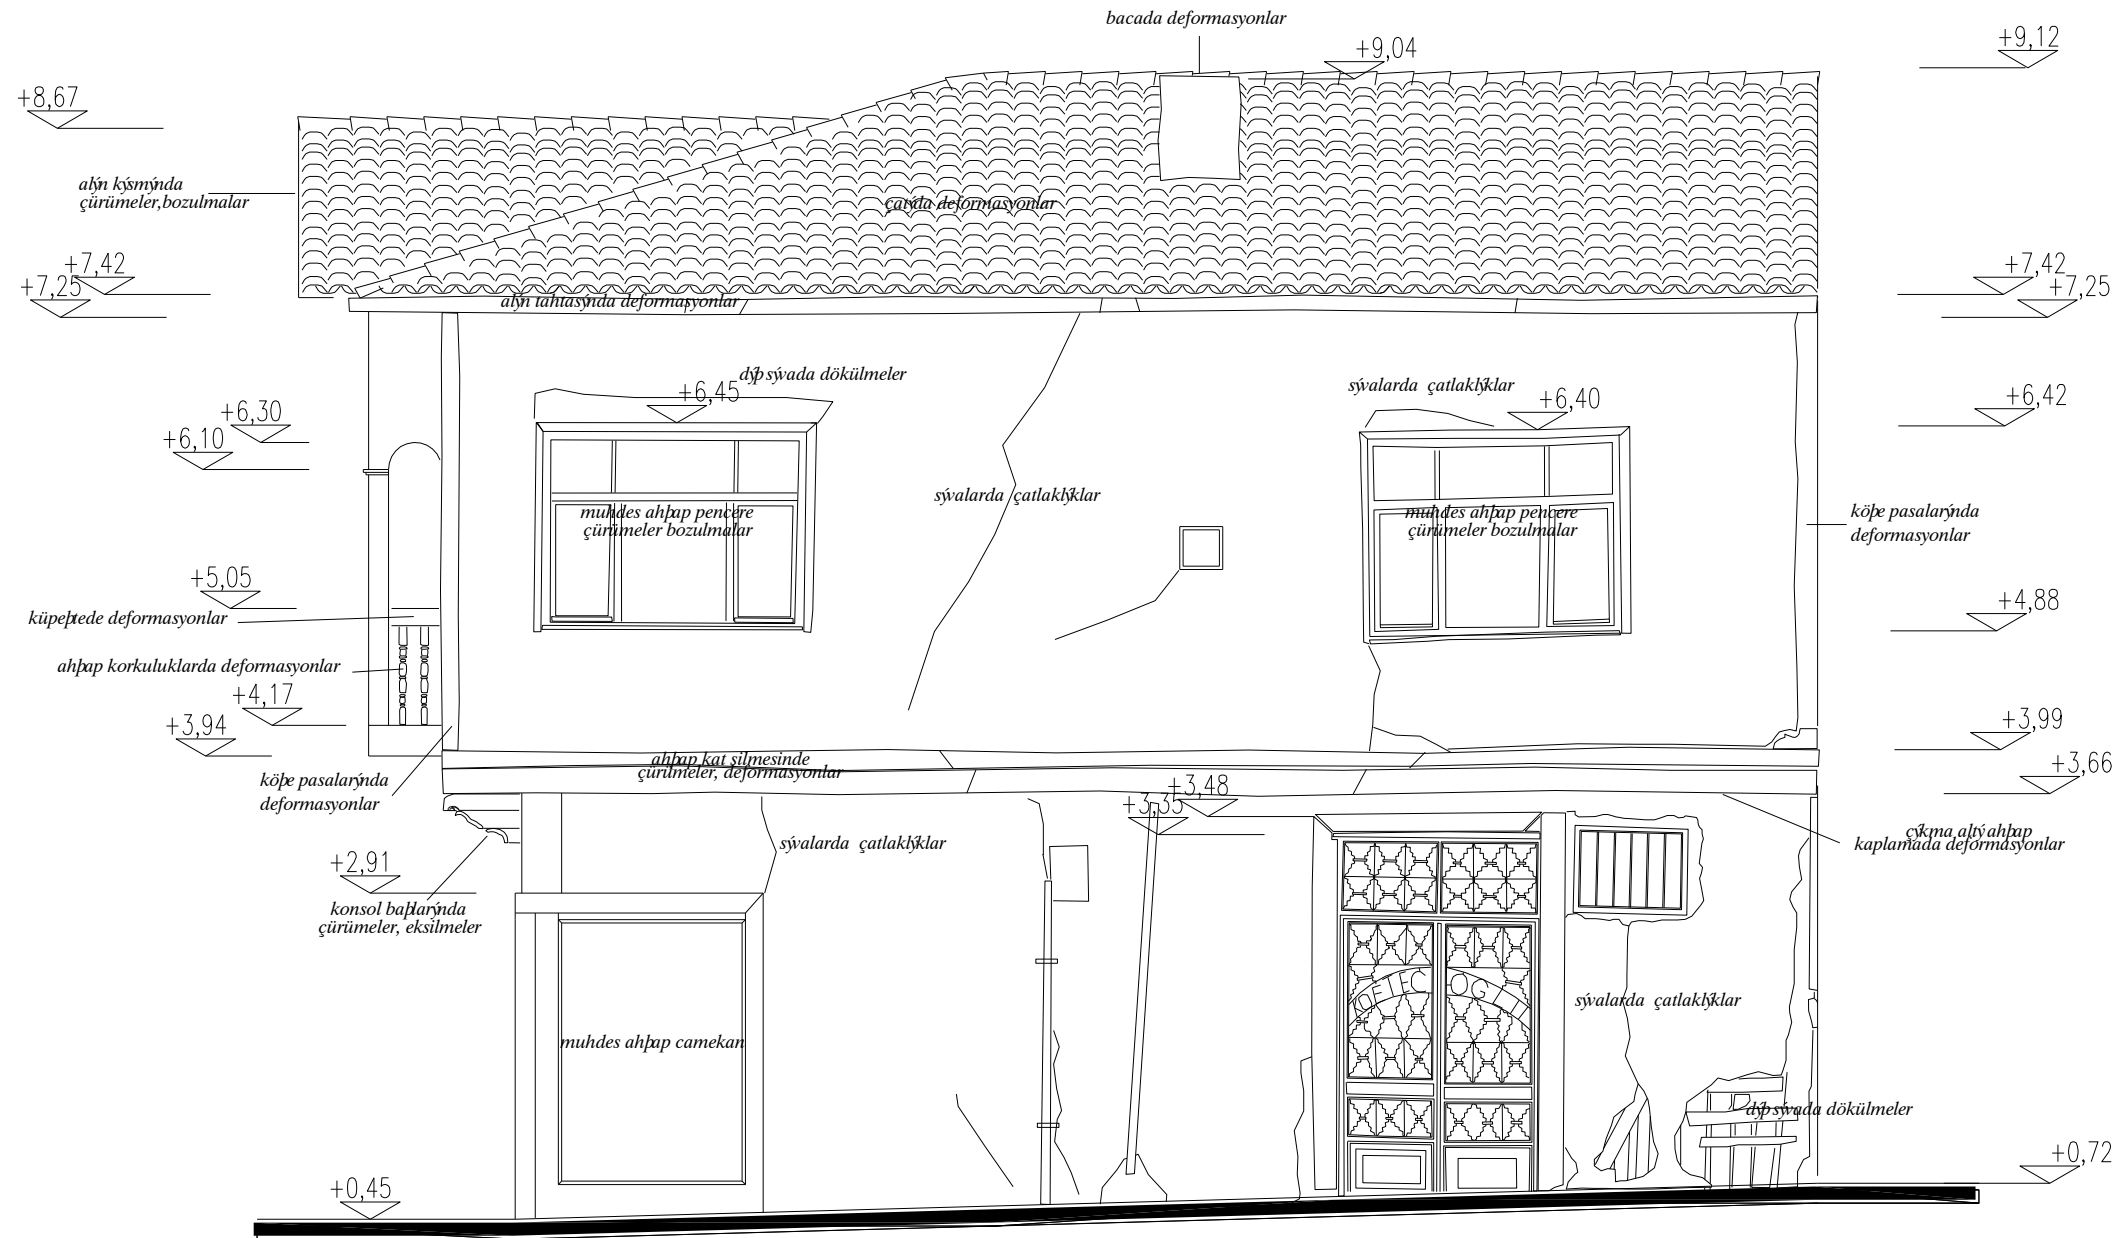 bacada deformasyonlar
+9,04
+9,12
+8,67
alýn kýsmýnda
çürümeler,bozulmalar
çatýda deformasyonlar
+7,42
+7,25
+7,42
+7,25
alýn tahtasýnda deformasyonlar
dýþ sývada dökülmeler
+6,45
sývalarda çatlaklýklar
+6,40
+6,42
+6,30
+6,10
sývalarda çatlaklýklar
muhdes ahþap pencere
çürümeler bozulmalar
muhdes ahþap pencere
çürümeler bozulmalar
köþe pasalarýnda
deformasyonlar
+5,05
+4,88
küpeþtede deformasyonlar
ahþap korkuluklarda deformasyonlar
+4,17
+3,94
+3,99
ahþap kat silmesinde
çürümeler, deformasyonlar
+3,66
köþe pasalarýnda
deformasyonlar
+3,48
+3,35
sývalarda çatlaklýklar
çýkma altý ahþap
kaplamada deformasyonlar
+2,91
konsol baþlarýnda
çürümeler, eksilmeler
sývalarda çatlaklýklar
muhdes ahþap camekan
dýþ sývada dökülmeler
+0,72
+0,45